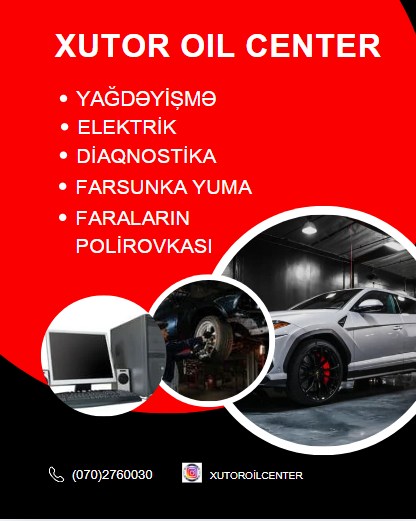 XUTOR OIL CENTER
• YAĞDƏYİŞMƏ
• ELEKTRİK
• DİAQNOSTİKA
• FARSUNKA YUMA
• FARALARIN
POLİROVKASI
(070)2760030 XUTOROİLCENTER